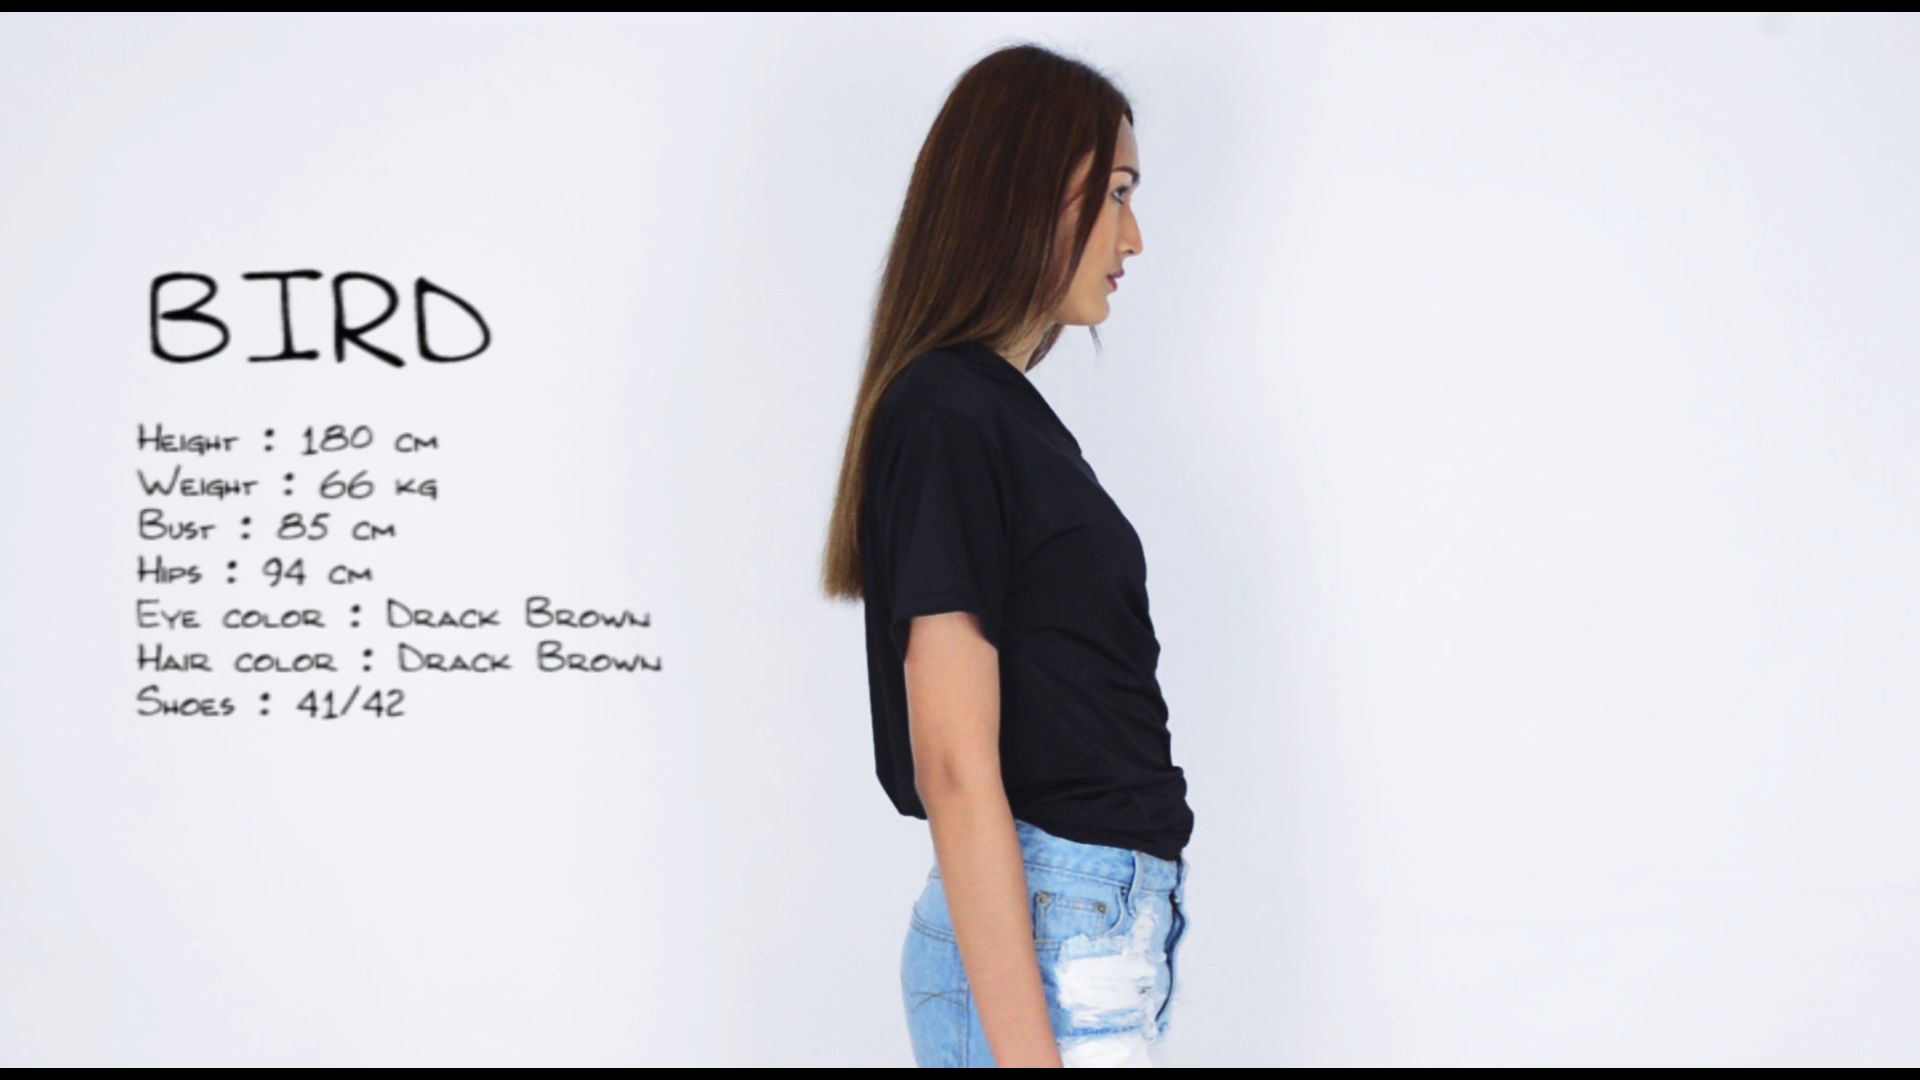 BIRD
Height : 180 cm
Weight : 66 kg
Bust : 85 cm
Hips : 94 cm
Eye color : Drack Brown
Hair color : Drack Brown
Shoes : 41/42